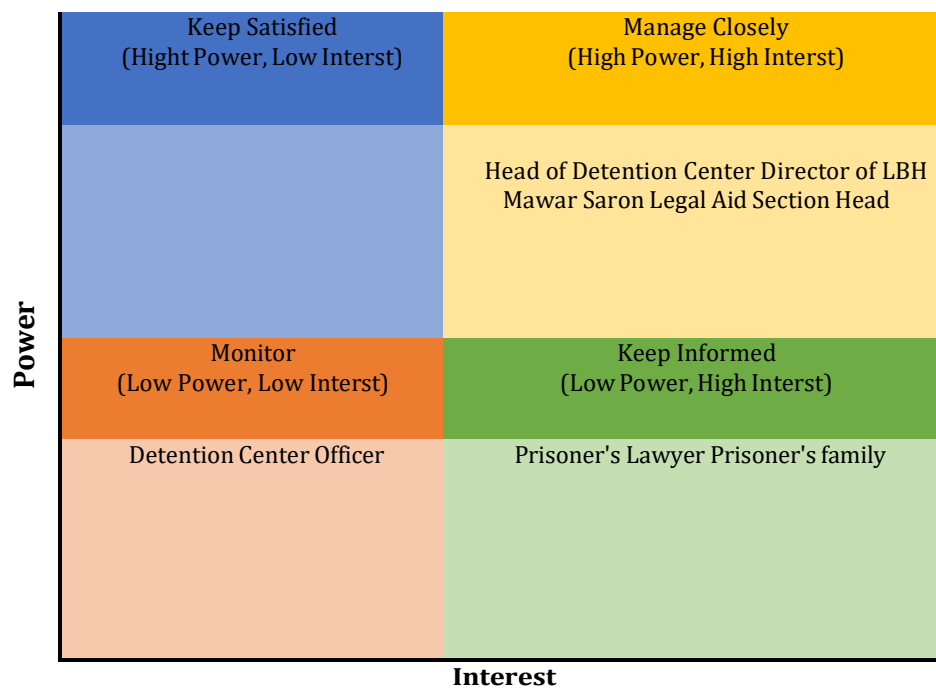 Keep Satisfied
(Hight Power, Low Interst)
Manage Closely
(High Power, High Interst)
Head of Detention Center Director of LBH
Mawar Saron Legal Aid Section Head
Power
Monitor
(Low Power, Low Interst)
Keep Informed
(Low Power, High Interst)
Detention Center Officer
Prisoner's Lawyer Prisoner's family
Interest